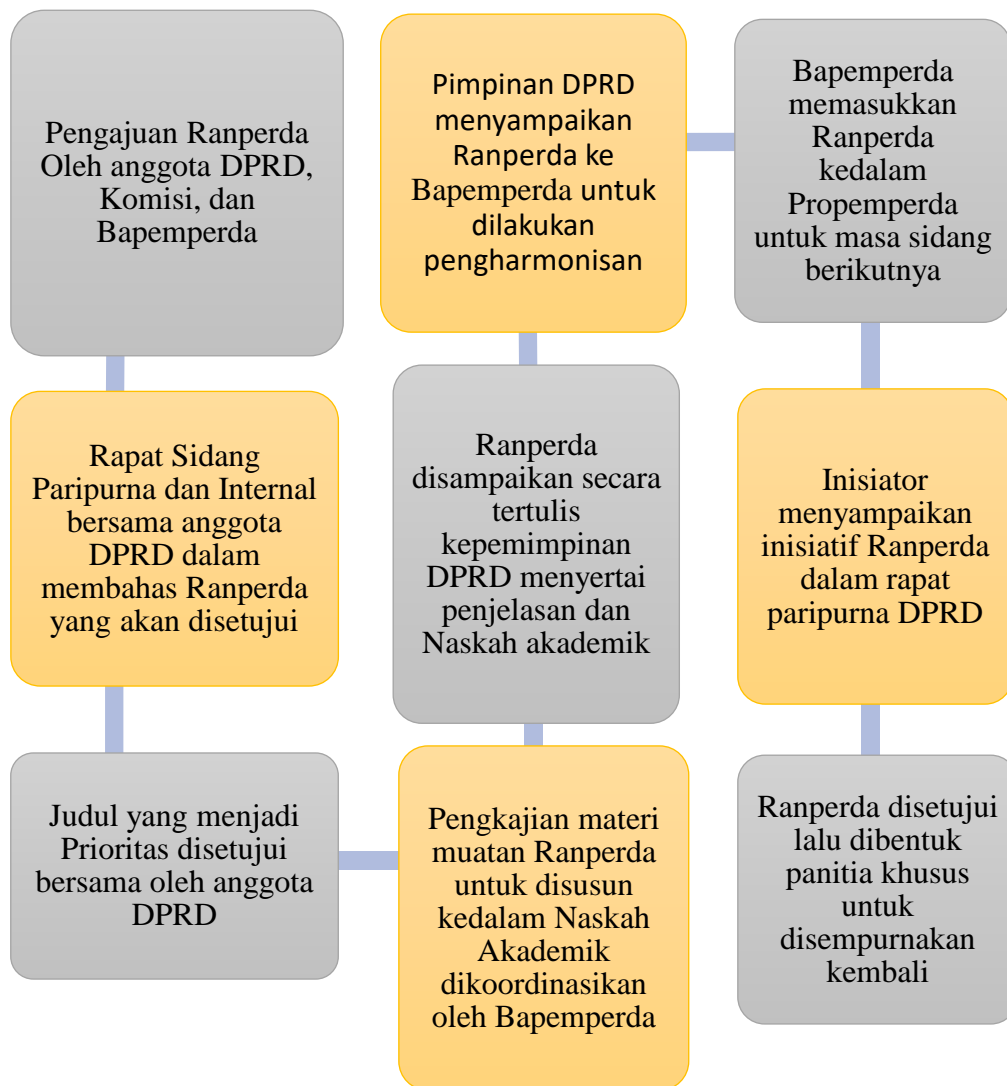 Pengajuan Ranperda
Oleh anggota DPRD,
Komisi, dan
Bapemperda
Rapat Sidang
Paripurna dan Internal
bersama anggota
DPRD dalam
membahas Ranperda
yang akan disetujui
Judul yang menjadi
Prioritas disetujui
bersama oleh anggota
DPRD
Pengkajian materi
muatan Ranperda
untuk disusun
kedalam Naskah
Akademik
dikoordinasikan
oleh Bapemperda
Ranperda
disampaikan secara
tertulis
kepemimpinan
DPRD menyertai
penjelasan dan
Naskah akademik
Pimpinan DPRD
menyampaikan
Ranperda ke
Bapemperda untuk
dilakukan
pengharmonisan
Bapemperda
memasukkan
Ranperda
kedalam
Propemperda
untuk masa sidang
berikutnya
Inisiator
menyampaikan
inisiatif Ranperda
dalam rapat
paripurna DPRD
Ranperda disetujui
lalu dibentuk
panitia khusus
untuk
disempurnakan
kembali